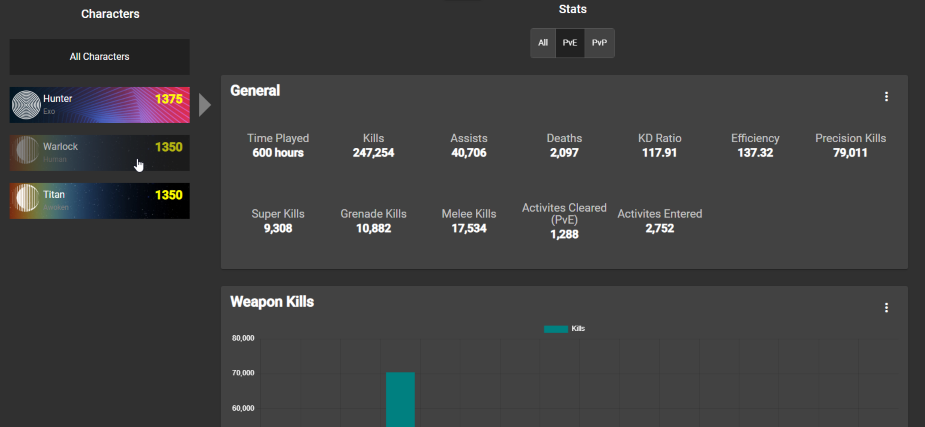 Characters
All Characters
Hunter
1375
Exo
Warlock
1350
Human
Titan
1350
Awoken
Stats
All
PvE
PvP
General
Time Played
600 hours
Kills
247,254
Assists
40,706
Deaths
2,097
KD Ratio
117.91
Efficiency
137.32
Precision Kills
79,011
Super Kills
9,308
Grenade Kills
10,882
Melee Kills
17,534
Activites Cleared
(PvE)
1,288
Activites Entered
2,752
Weapon Kills
Kills
80,000
70,000
60,000